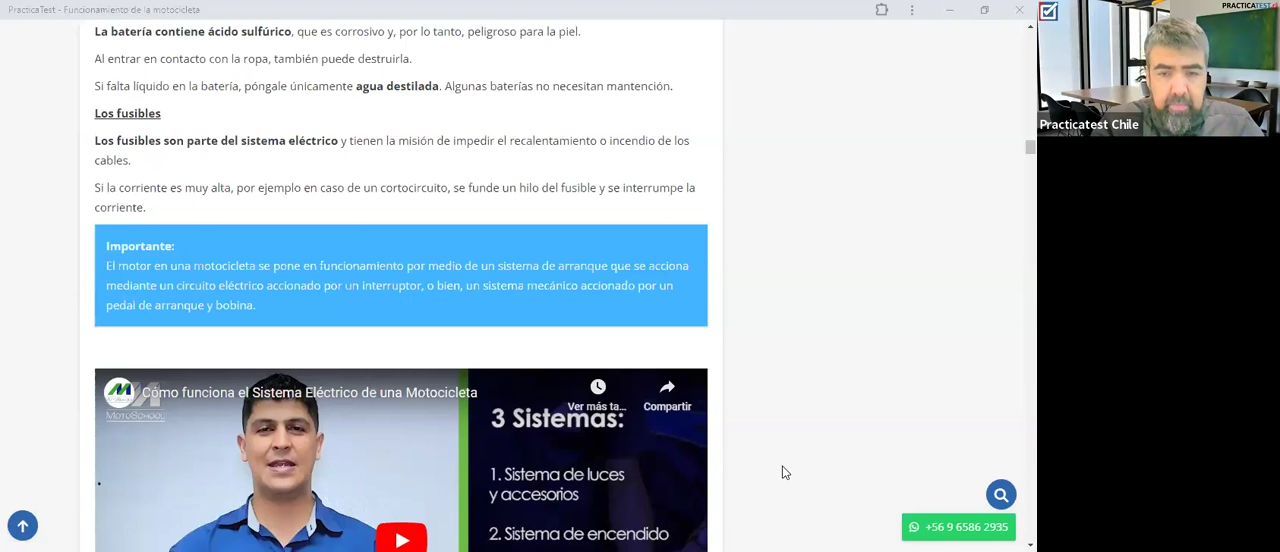 PracticaTest - Funcionamiento de la motocicleta
La batería contiene ácido sulfúrico, que es corrosivo y, por lo tanto, peligroso para la piel.
Al entrar en contacto con la ropa, también puede destruirla.
Si falta líquido en la batería, póngale únicamente agua destilada. Algunas baterías no necesitan mantención.
Los fusibles
Los fusibles son parte del sistema eléctrico y tienen la misión de impedir el recalentamiento o incendio de los
cables.
Si la corriente es muy alta, por ejemplo en caso de un cortocircuito, se funde un hilo del fusible y se interrumpe la
corriente.
Importante:
El motor en una motocicleta se pone en funcionamiento por medio de un sistema de arranque que se acciona
mediante un circuito eléctrico accionado por un interruptor, o bien, un sistema mecánico accionado por un
pedal de arranque y bobina.
Cómo funciona el Sistema Eléctrico de una Motocicleta
MOTOSCHOOL
Ver más ta...
Compartir
3 Sistemas:
1. Sistema de luces
y accesorios
2. Sistema de encendido
+56 9 6586 2935
PRACTICATEST
Practicatest Chile